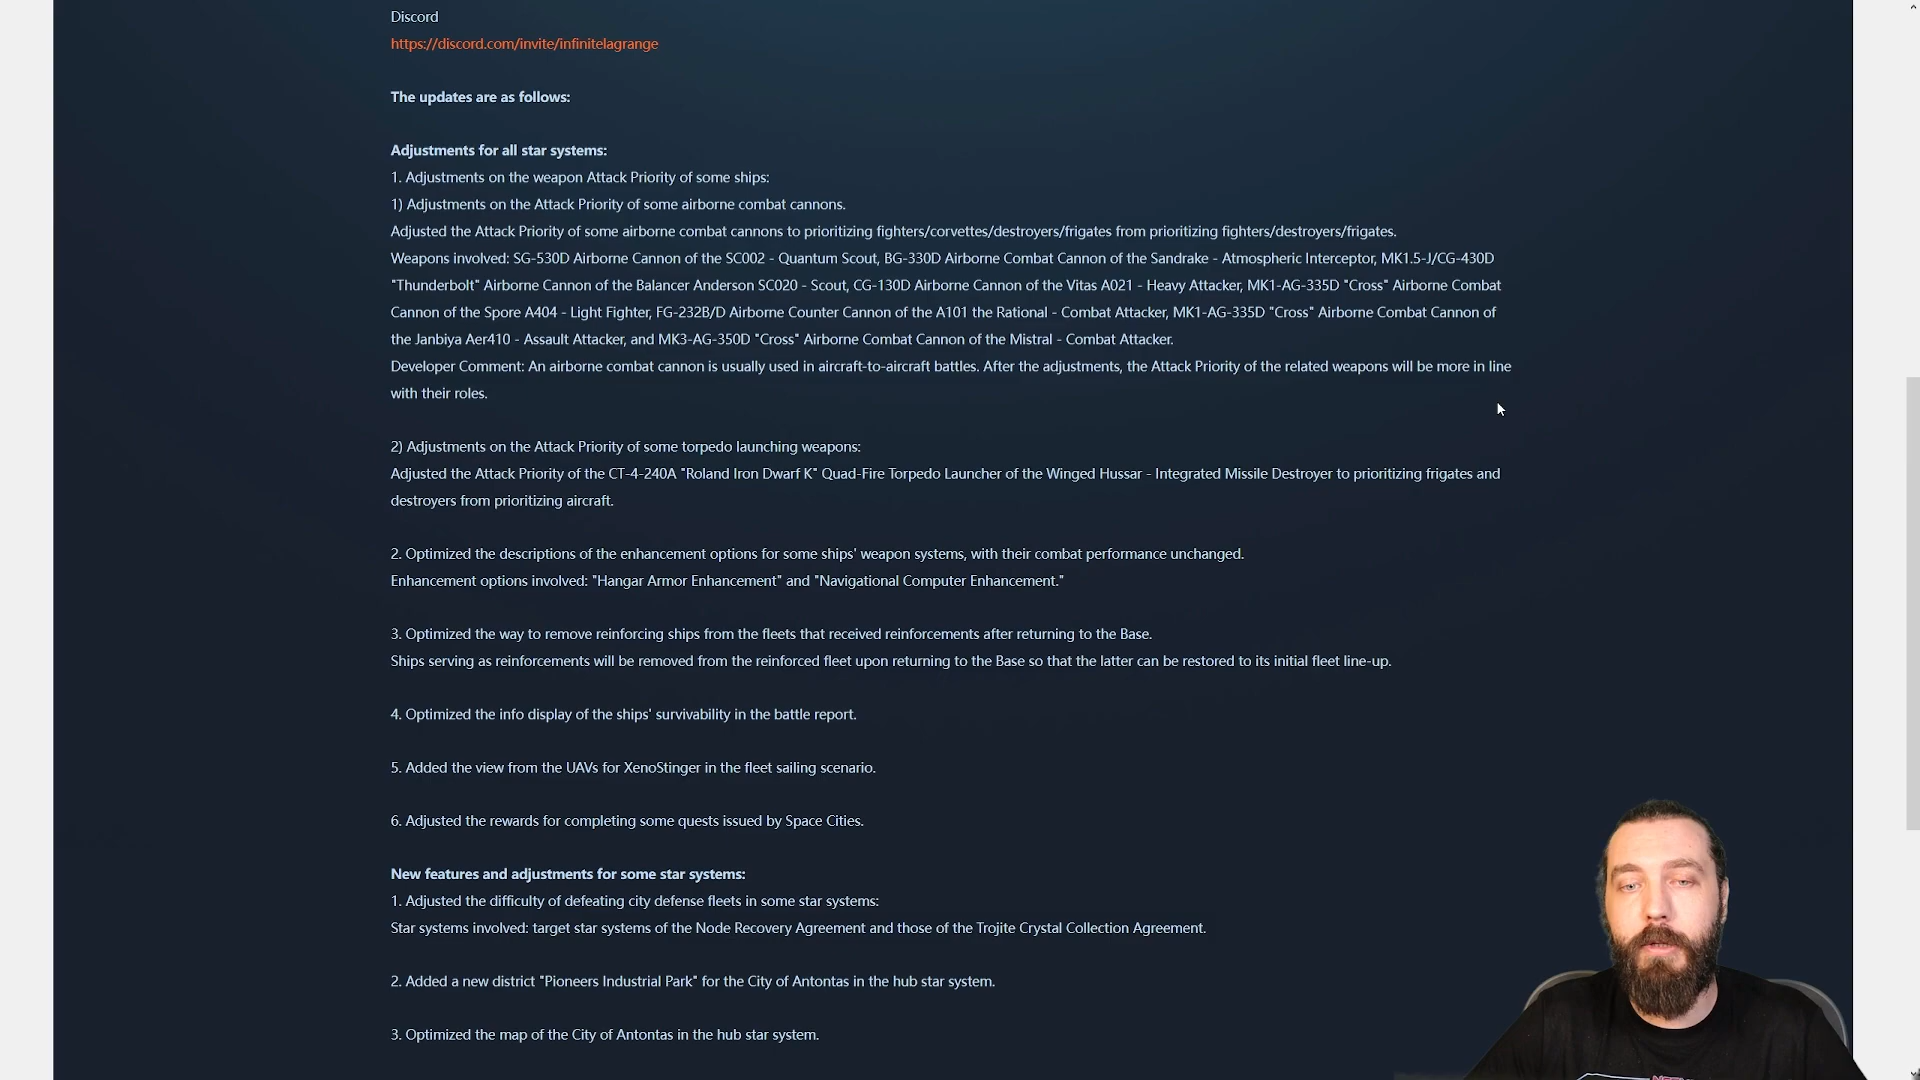 Discord
https://discord.com/invite/infinitelagrange
The updates are as follows:
Adjustments for all star systems:
1. Adjustments on the weapon Attack Priority of some ships:
1) Adjustments on the Attack Priority of some airborne combat cannons.
Adjusted the Attack Priority of some airborne combat cannons to prioritizing fighters/corvettes/destroyers/frigates from prioritizing fighters/destroyers/frigates.
Weapons involved: SG-530D Airborne Cannon of the SC002 - Quantum Scout, BG-330D Airborne Combat Cannon of the Sandrake - Atmospheric Interceptor, MK1.5-J/CG-430D
"Thunderbolt" Airborne Cannon of the Balancer Anderson SC020 - Scout, CG-130D Airborne Cannon of the Vitas A021 - Heavy Attacker, MK1-AG-335D "Cross" Airborne Combat
Cannon of the Spore A404 - Light Fighter, FG-232B/D Airborne Counter Cannon of the A101 the Rational - Combat Attacker, MK1-AG-335D "Cross" Airborne Combat Cannon of
the Janbiya Aer410 - Assault Attacker, and MK3-AG-350D "Cross" Airborne Combat Cannon of the Mistral - Combat Attacker.
Developer Comment: An airborne combat cannon is usually used in aircraft-to-aircraft battles. After the adjustments, the Attack Priority of the related weapons will be more in line
with their roles.
2) Adjustments on the Attack Priority of some torpedo launching weapons:
Adjusted the Attack Priority of the CT-4-240A "Roland Iron Dwarf K" Quad-Fire Torpedo Launcher of the Winged Hussar - Integrated Missile Destroyer to prioritizing frigates and
destroyers from prioritizing aircraft.
2. Optimized the descriptions of the enhancement options for some ships' weapon systems, with their combat performance unchanged.
Enhancement options involved: "Hangar Armor Enhancement" and "Navigational Computer Enhancement."
3. Optimized the way to remove reinforcing ships from the fleets that received reinforcements after returning to the Base.
Ships serving as reinforcements will be removed from the reinforced fleet upon returning to the Base so that the latter can be restored to its initial fleet line-up.
4. Optimized the info display of the ships' survivability in the battle report.
5. Added the view from the UAVs for XenoStinger in the fleet sailing scenario.
6. Adjusted the rewards for completing some quests issued by Space Cities.
New features and adjustments for some star systems:
1. Adjusted the difficulty of defeating city defense fleets in some star systems:
Star systems involved: target star systems of the Node Recovery Agreement and those of the Trojite Crystal Collection Agreement.
2. Added a new district "Pioneers Industrial Park" for the City of Antontas in the hub star system.
3. Optimized the map of the City of Antontas in the hub star system.